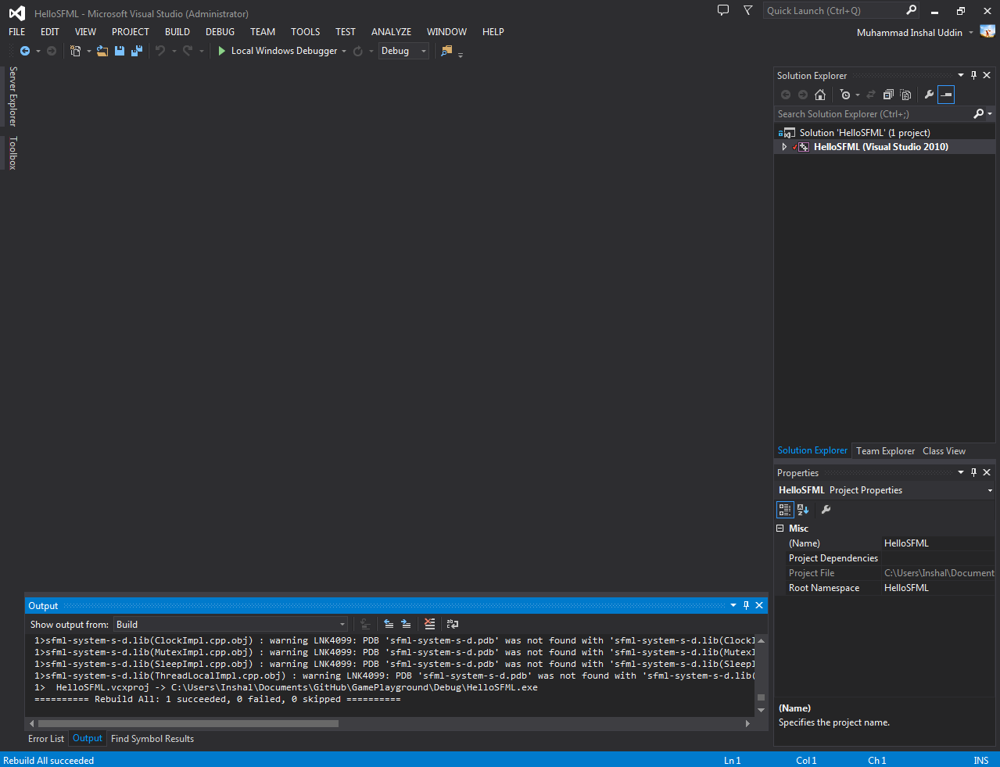 HelloSFML - Microsoft Visual Studio (Administrator)
Quick Launch (Ctrl+Q)
FILE EDIT VIEW PROJECT BUILD DEBUG TEAM TOOLS TEST ANALYZE WINDOW HELP
Muhammad Inshal Uddin
Local Windows Debugger
Debug
Server Explorer
Toolbox
Solution Explorer
Search Solution Explorer (Ctrl+;)
Solution 'HelloSFML' (1 project)
HelloSFML (Visual Studio 2010)
Solution Explorer Team Explorer Class View
Properties
HelloSFML Project Properties
Misc
(Name) HelloSFML
Project Dependencies
Project File C:\Users\Inshal\Document
Root Namespace HelloSFML
(Name)
Specifies the project name.
Output
Show output from: Build
1>sfml-system-s-d.lib(ClockImpl.cpp.obj) : warning LNK4099: PDB 'sfml-system-s-d.pdb' was not found with 'sfml-system-s-d.lib(ClockI
1>sfml-system-s-d.lib(MutexImpl.cpp.obj) : warning LNK4099: PDB 'sfml-system-s-d.pdb' was not found with 'sfml-system-s-d.lib(MutexI
1>sfml-system-s-d.lib(SleepImpl.cpp.obj) : warning LNK4099: PDB 'sfml-system-s-d.pdb' was not found with 'sfml-system-s-d.lib(SleepI
1>sfml-system-s-d.lib(ThreadLocalImpl.cpp.obj) : warning LNK4099: PDB 'sfml-system-s-d.pdb' was not found with 'sfml-system-s-d.lib(
1>  HelloSFML.vcxproj -> C:\Users\Inshal\Documents\GitHub\GamePlayground\Debug\HelloSFML.exe
========== Rebuild All: 1 succeeded, 0 failed, 0 skipped ==========
Error List Output Find Symbol Results
Rebuild All succeeded
Ln 1 Col 1 Ch 1 INS